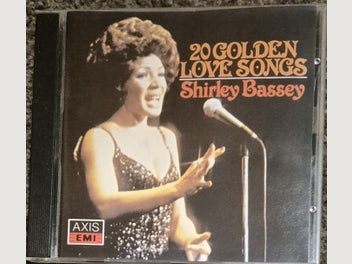 20 GOLDEN
LOVE SONGS
Shirley Bassey
AXIS
EMI